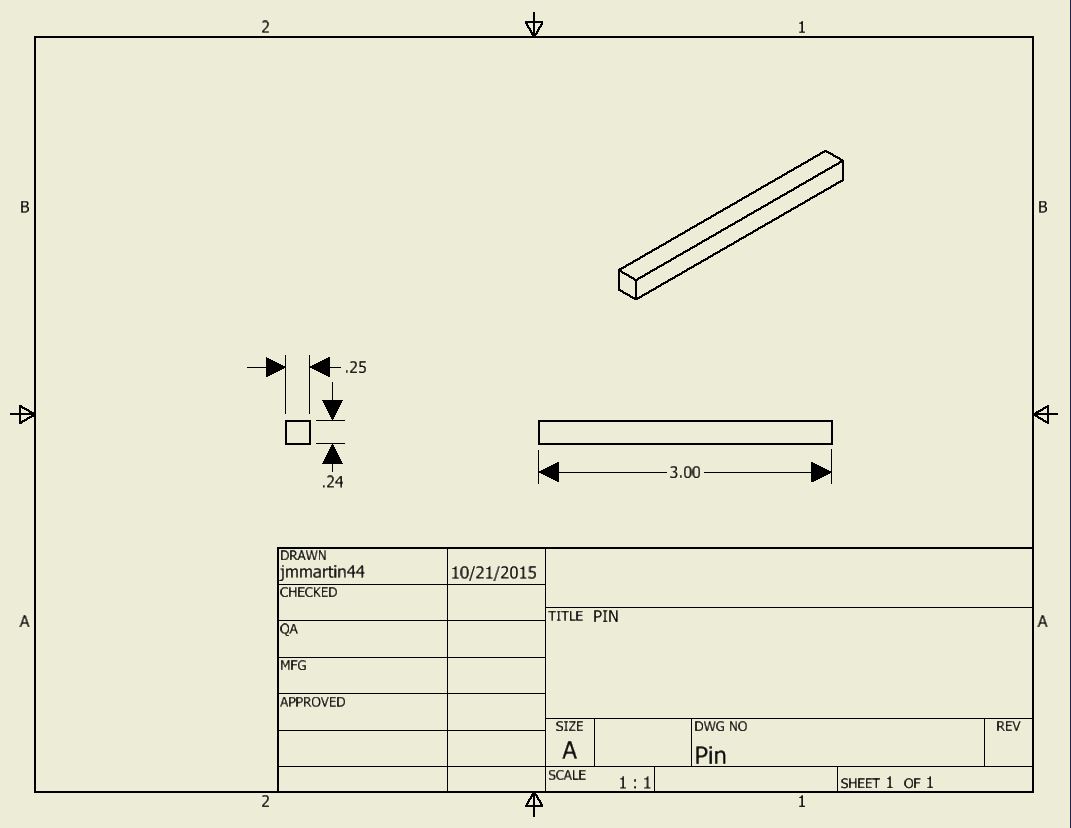 2 1
B B
.25
.24
3.00
DRAWN
jmmartin44 10/21/2015
CHECKED
TITLE PIN
A A
QA
MFG
APPROVED
SIZE DWG NO REV
A Pin
SCALE 1 : 1 SHEET 1 OF 1
2 1